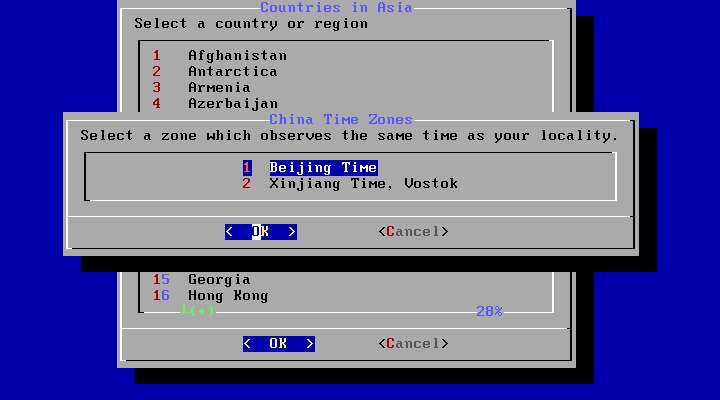 Countries in Asia
Select a country or region
1 Afghanistan
2 Antarctica
3 Armenia
4 Azerbaijan
China Time Zones
Select a zone which observes the same time as your locality.
1 Beijing Time
2 Xinjiang Time, Vostok
< OK > <Cancel>
15 Georgia
16 Hong Kong
┴(+) 28%
< OK > <Cancel>